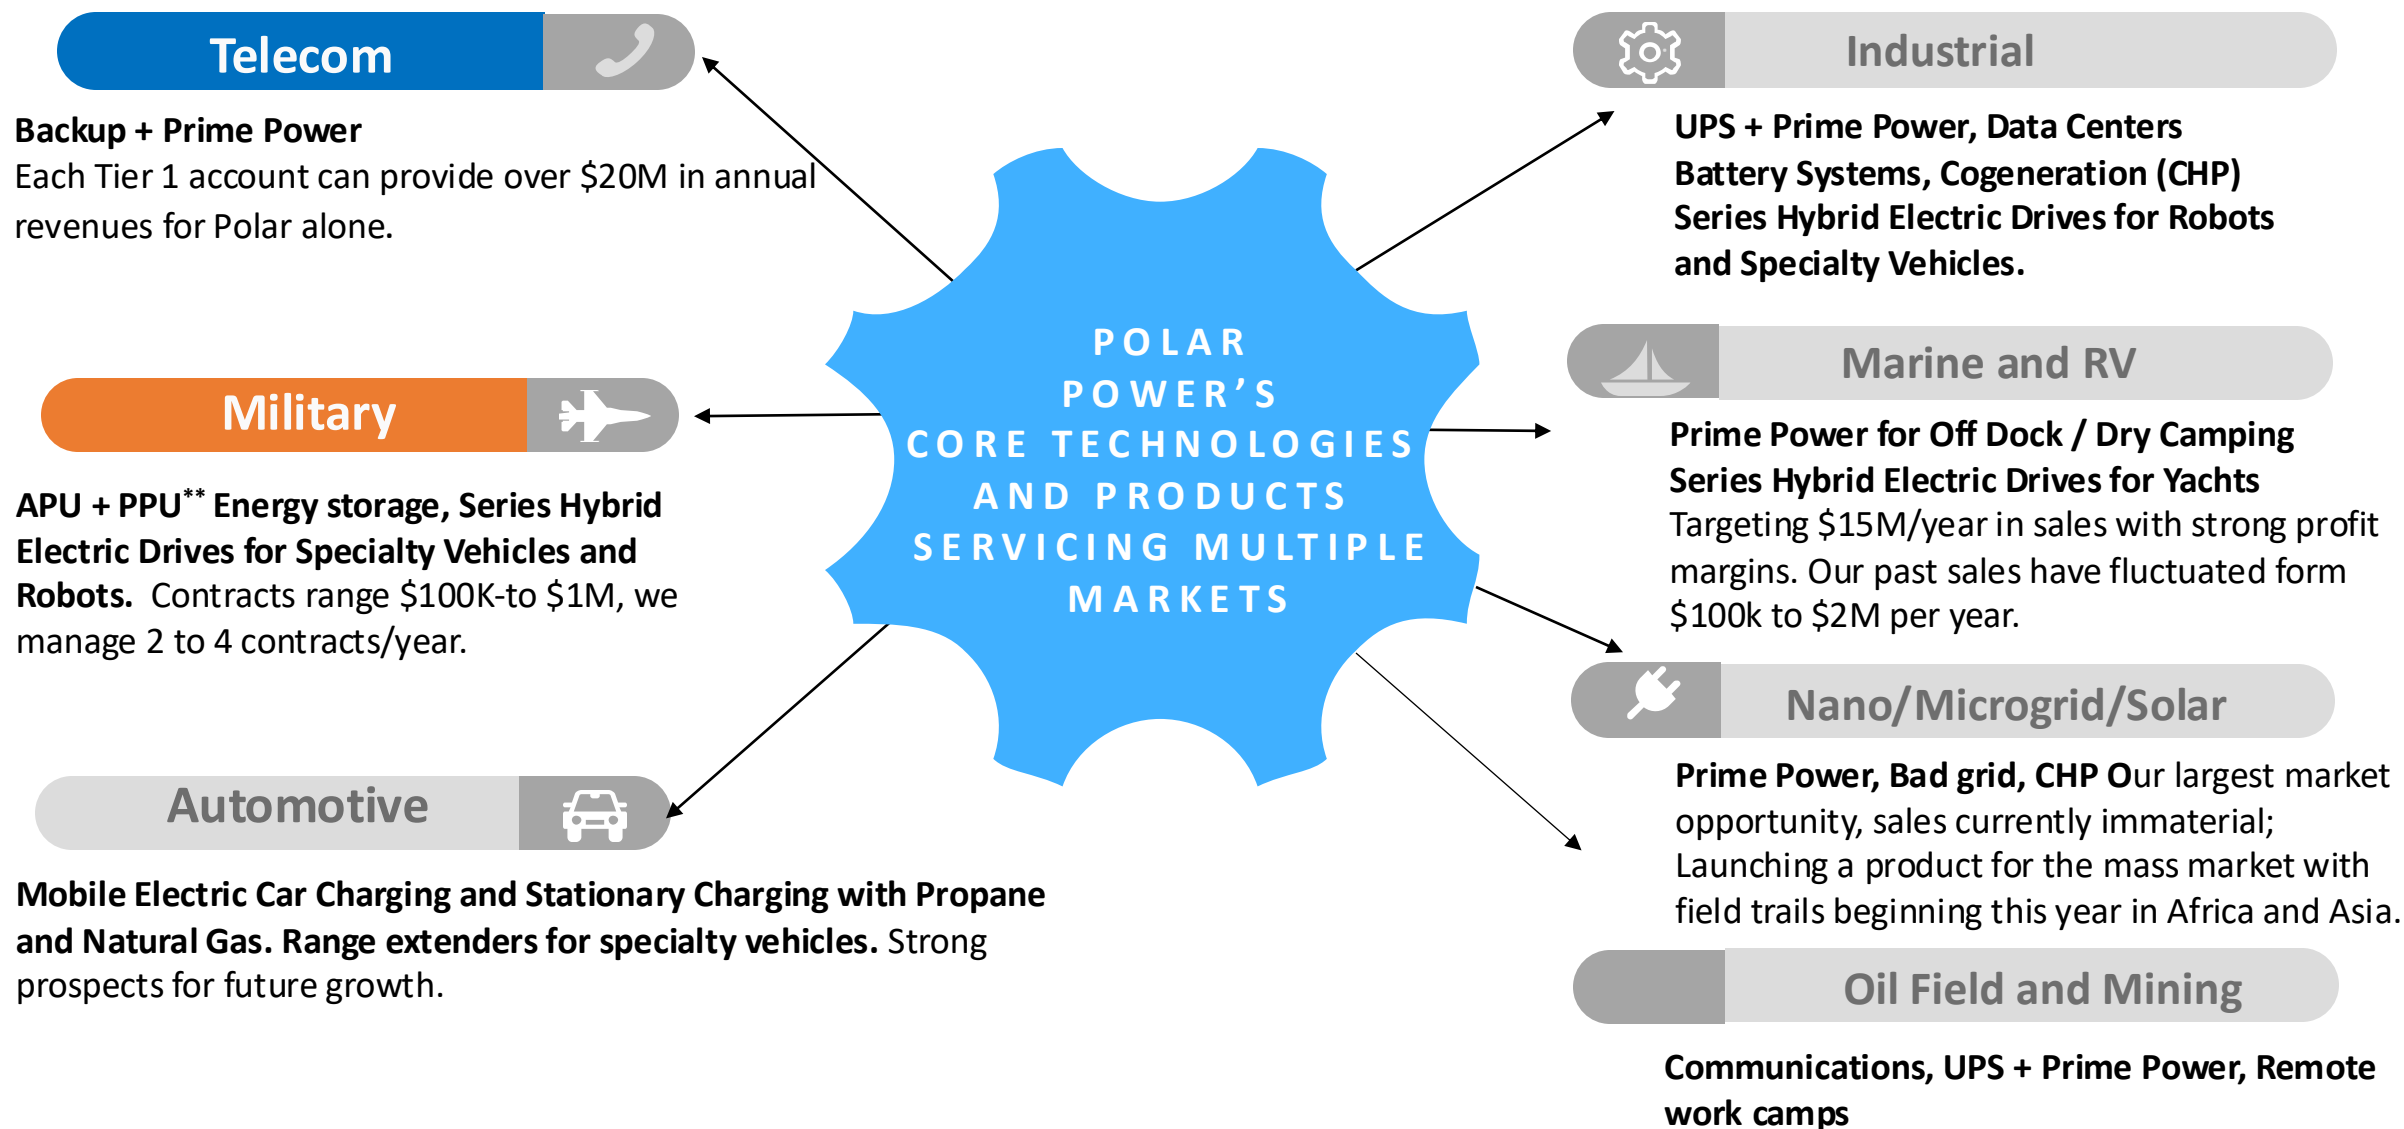 Telecom
Backup + Prime Power
Each Tier 1 account can provide over $20M in annual
revenues for Polar alone.
Military
APU + PPU** Energy storage, Series Hybrid
Electric Drives for Specialty Vehicles and
Robots. Contracts range $100K-to $1M, we
manage 2 to 4 contracts/year.
Automotive
Mobile Electric Car Charging and Stationary Charging with Propane
and Natural Gas. Range extenders for specialty vehicles. Strong
prospects for future growth.
POLAR
POWER’S
CORE TECHNOLOGIES
AND PRODUCTS
SERVICING MULTIPLE
MARKETS
Industrial
UPS + Prime Power, Data Centers
Battery Systems, Cogeneration (CHP)
Series Hybrid Electric Drives for Robots
and Specialty Vehicles.
Marine and RV
Prime Power for Off Dock / Dry Camping
Series Hybrid Electric Drives for Yachts
Targeting $15M/year in sales with strong profit
margins. Our past sales have fluctuated form
$100k to $2M per year.
Nano/Microgrid/Solar
Prime Power, Bad grid, CHP Our largest market
opportunity, sales currently immaterial;
Launching a product for the mass market with
field trails beginning this year in Africa and Asia.
Oil Field and Mining
Communications, UPS + Prime Power, Remote
work camps